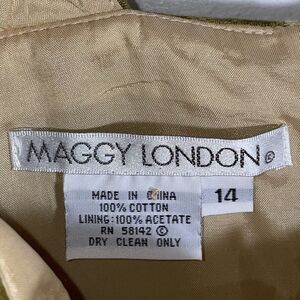 MAGGY LONDON®
MADE IN CHINA
14
100% COTTON
LINING:100% ACETATE
RN 58142 ©
DRY CLEAN ONLY